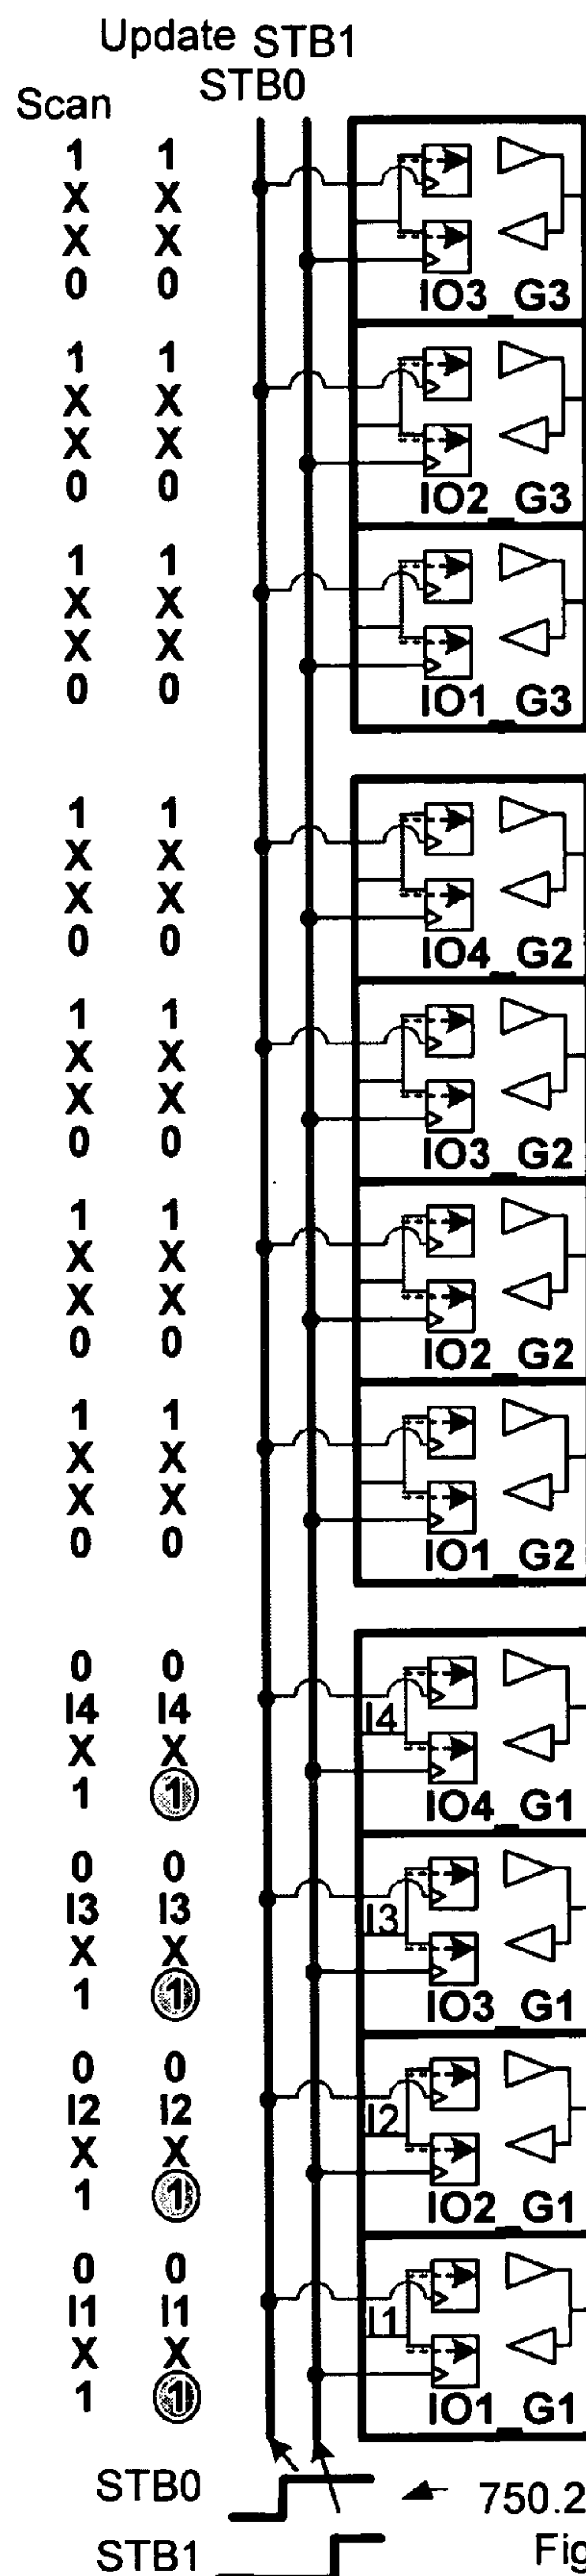 Update STB1
STB0
Scan
1 1
X X
X X
0 0
IO3_G3
1 1
X X
X X
0 0
IO2_G3
1 1
X X
X X
0 0
IO1_G3
1 1
X X
X X
0 0
IO4_G2
1 1
X X
X X
0 0
IO3_G2
1 1
X X
X X
0 0
IO2_G2
1 1
X X
X X
0 0
IO1_G2
0 0
I4 I4 I4
X X
1 1
IO4_G1
0 0
I3 I3 I3
X X
1 1
IO3_G1
0 0
I2 I2 I2
X X
1 1
IO2_G1
0 0
I1 I1 I1
X X
1 1
IO1_G1
STB0 750.2
STB1 Fig